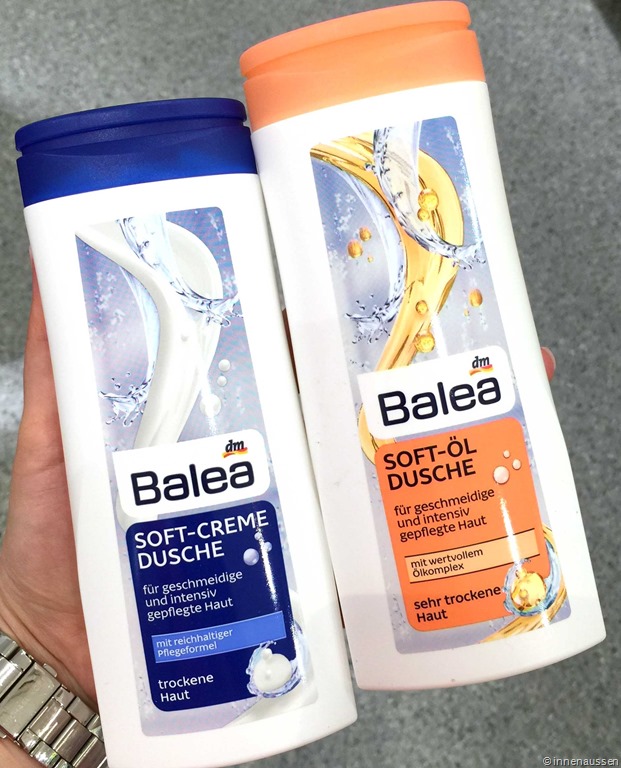 dm
Balea
SOFT-CREME
DUSCHE
für geschmeidige
und intensiv
gepflegte Haut
mit reichhaltiger
Pflegeformel
trockene
Haut
dm
Balea
SOFT-ÖL
DUSCHE
für geschmeidige
und intensiv
gepflegte Haut
mit wertvollem
Ölkomplex
sehr trockene
Haut
© innenaussen